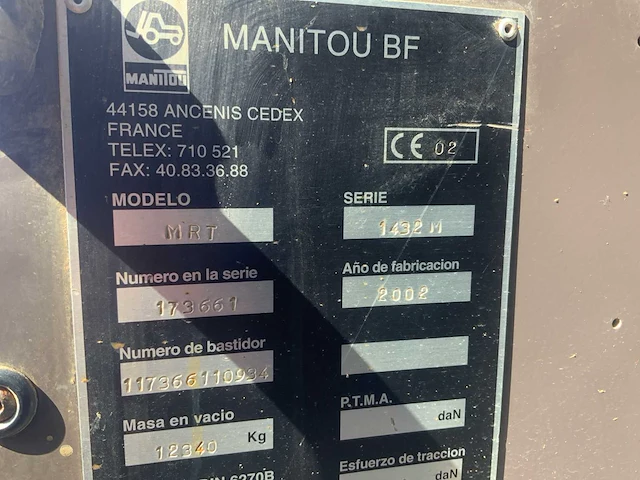 MANITOU
MANITOU BF
44158 ANCENIS CEDEX
FRANCE
TELEX: 710 521
FAX: 40.83.36.88
CE 02
MODELO
MRT
SERIE
1432 M
Numero en la serie
173661
Año de fabricacion
2002
Numero de bastidor
117366110934
P.T.M.A.
daN
Masa en vacio
12340 Kg
Esfuerzo de traccion
daN
6270B